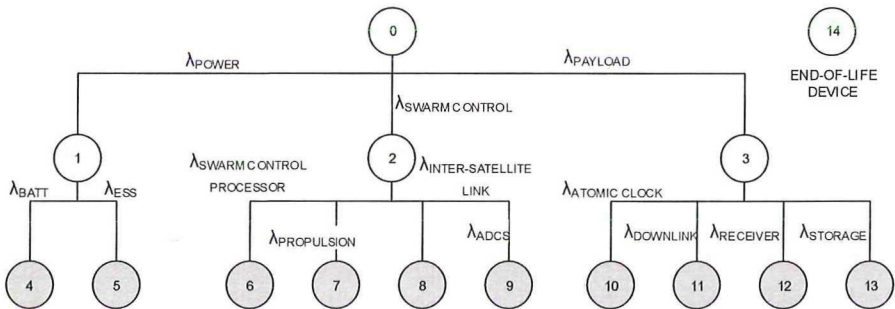 0
14
λPOWER
λPAYLOAD
END-OF-LIFE
DEVICE
λSWARM CONTROL
1
2
3
λSWARM CONTROL
PROCESSOR
λINTER-SATELLITE
LINK
λBATT
λESS
λATOMIC CLOCK
λPROPULSION
λADCS
λDOWNLINK
λRECEIVER
λSTORAGE
4
5
6
7
8
9
10
11
12
13